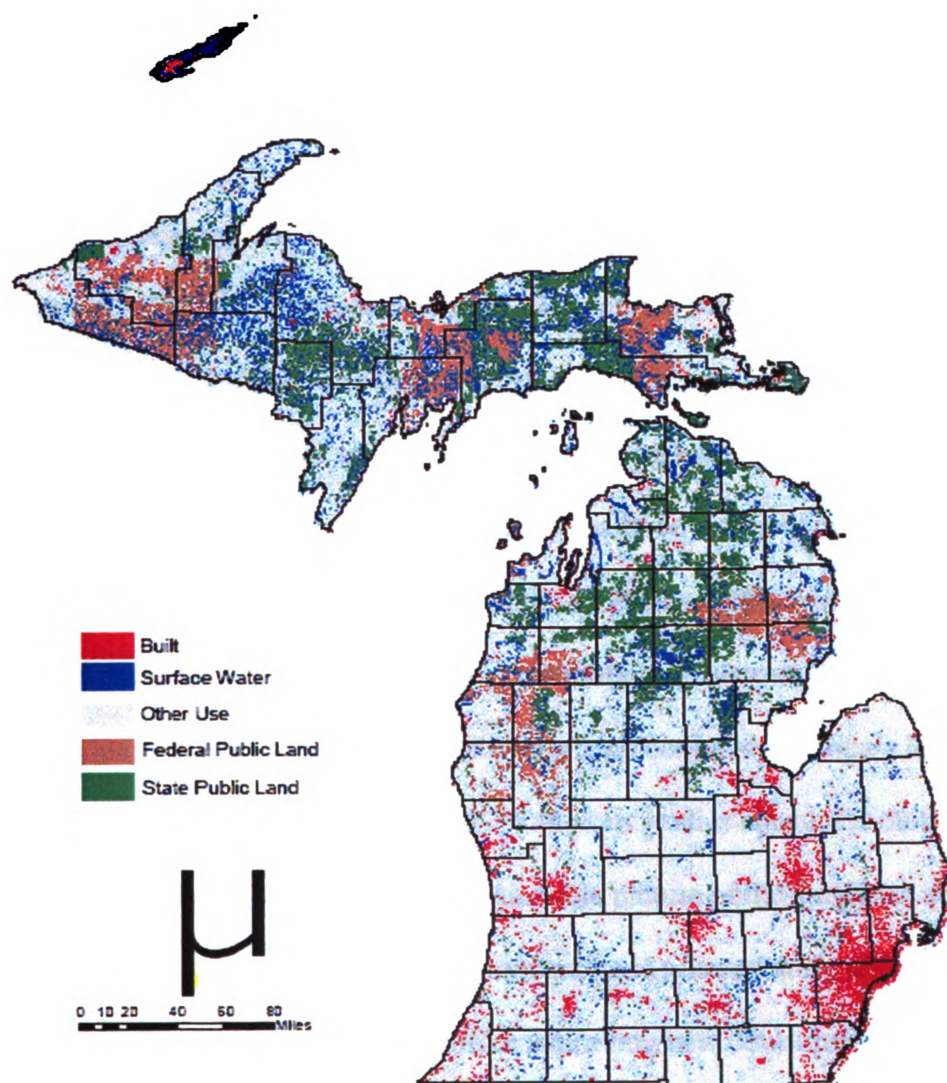 Built
Surface Water
Other Use
Federal Public Land
State Public Land
0 10 20 40 60 80
Miles